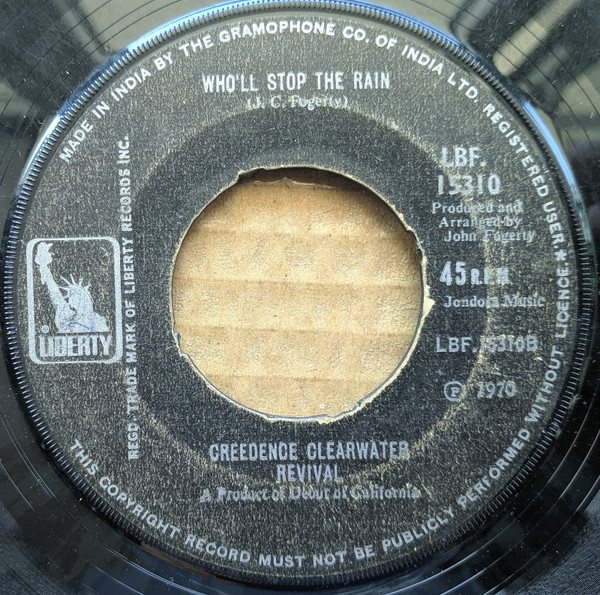 MADE IN INDIA BY THE GRAMOPHONE CO. OF INDIA LTD. REGISTERED USER ★
WHO'LL STOP THE RAIN
(J. C. Fogerty)
LBF.
15310
Produced and
Arranged by
John Fogerty
45 R.P.M
Jondora Music
LBF. 15310B
Ⓟ 1970
LIBERTY
REGD. TRADE MARK OF LIBERTY RECORDS INC.
CREEDENCE CLEARWATER
REVIVAL
A Product of Debut of California
THIS COPYRIGHT RECORD MUST NOT BE PUBLICLY PERFORMED WITHOUT LICENCE.